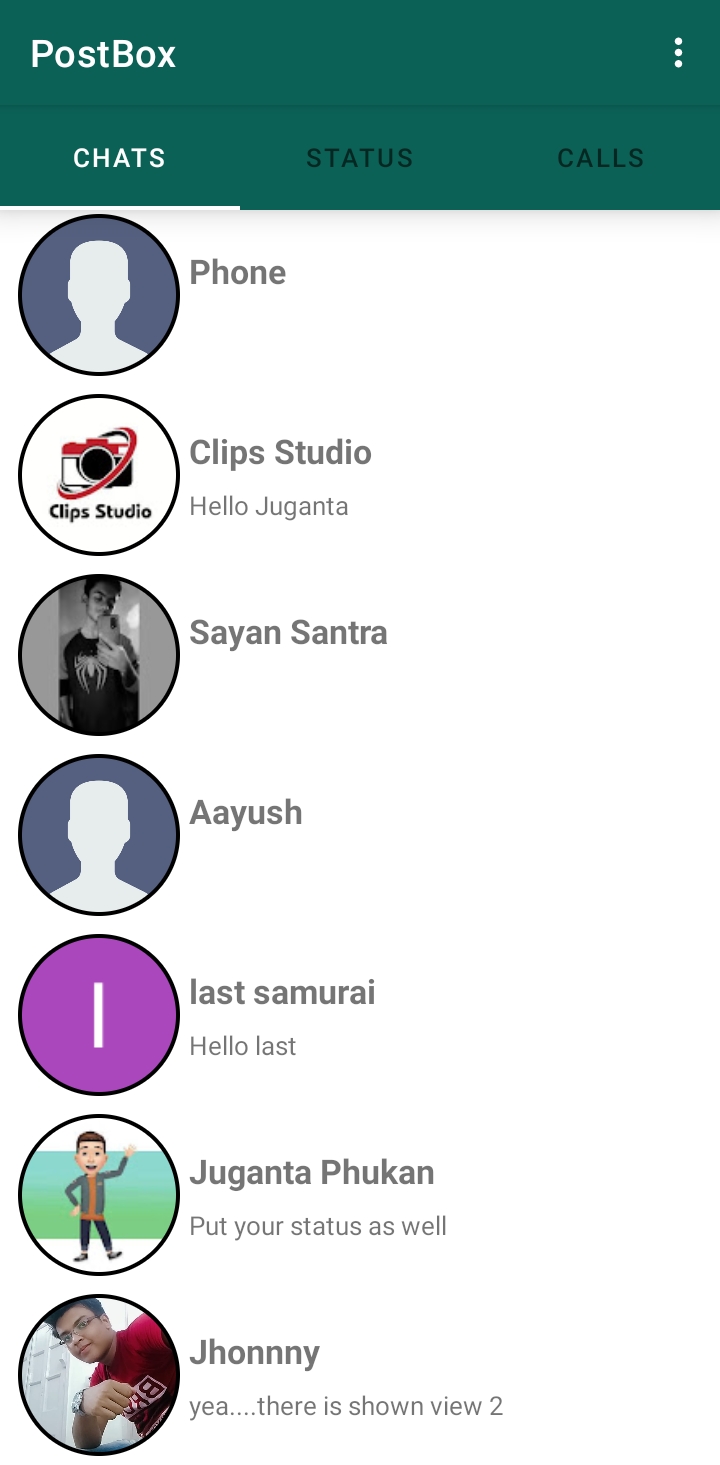 PostBox
CHATS STATUS CALLS
Phone
Clips Studio
Clips Studio
Hello Juganta
Sayan Santra
Aayush
l
last samurai
Hello last
Juganta Phukan
Put your status as well
Jhonnny
yea....there is shown view 2